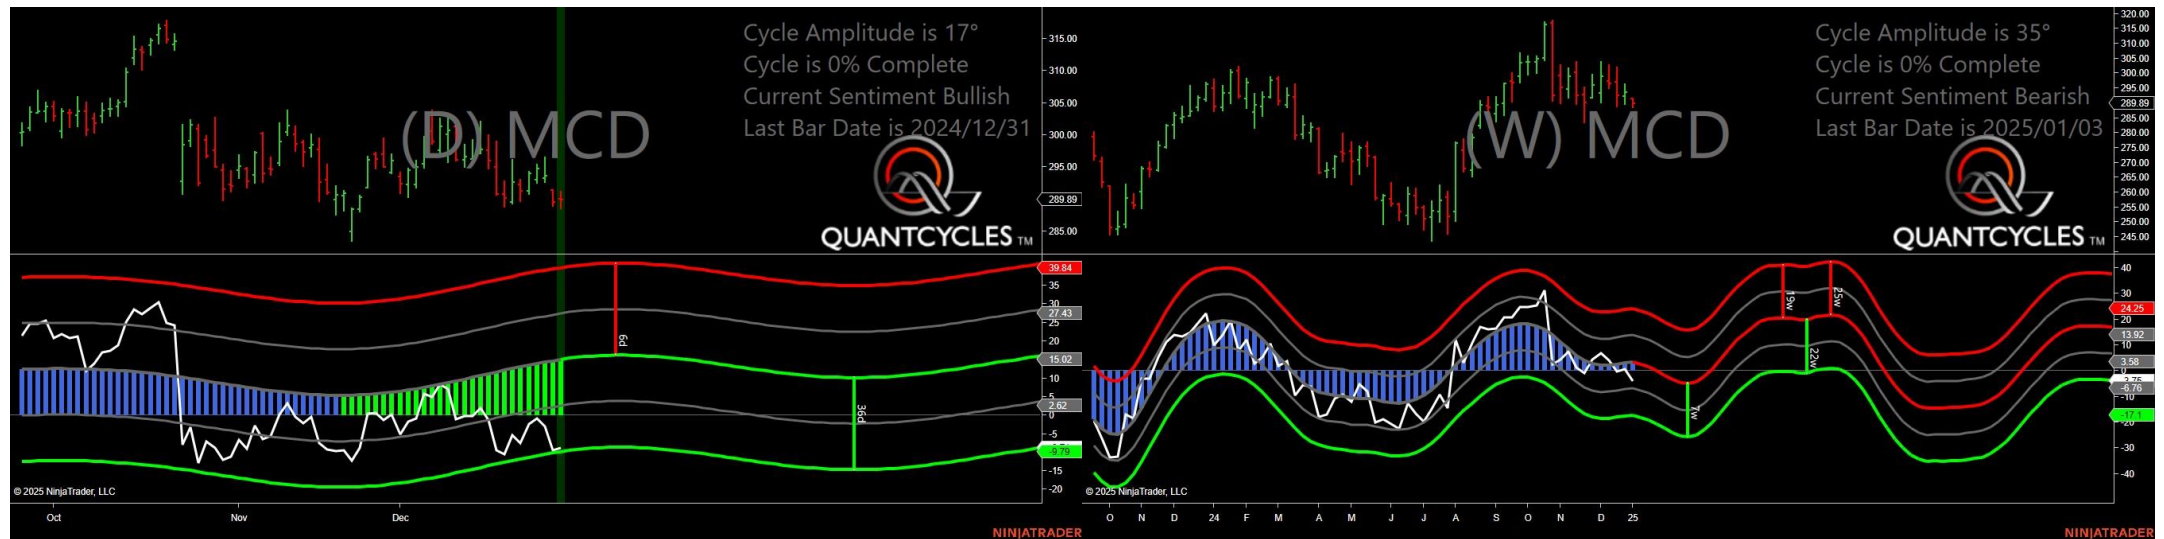 Cycle Amplitude is 17°
Cycle is 0% Complete
Current Sentiment Bullish
Last Bar Date is 2024/12/31
(D) MCD
QUANTCYCLES TM
315.00
310.00
305.00
300.00
295.00
289.89
285.00
39.84
35
30
27.43
25
20
15.02
10
5
2.62
0
-5
-9.79
-15
-20
6d
36d
© 2025 NinjaTrader, LLC
Oct Nov Dec
NINJATRADER
Cycle Amplitude is 35°
Cycle is 0% Complete
Current Sentiment Bearish
Last Bar Date is 2025/01/03
(W) MCD
QUANTCYCLES TM
320.00
315.00
310.00
305.00
300.00
295.00
289.89
285.00
280.00
275.00
270.00
265.00
260.00
255.00
250.00
245.00
40
30
24.25
20
13.92
10
3.58
0
-6.76
-10
-17.1
-20
-30
-40
19w
25w
22w
7w
© 2025 NinjaTrader, LLC
O N D 24 F M A M J J A S O N D 25
NINJATRADER